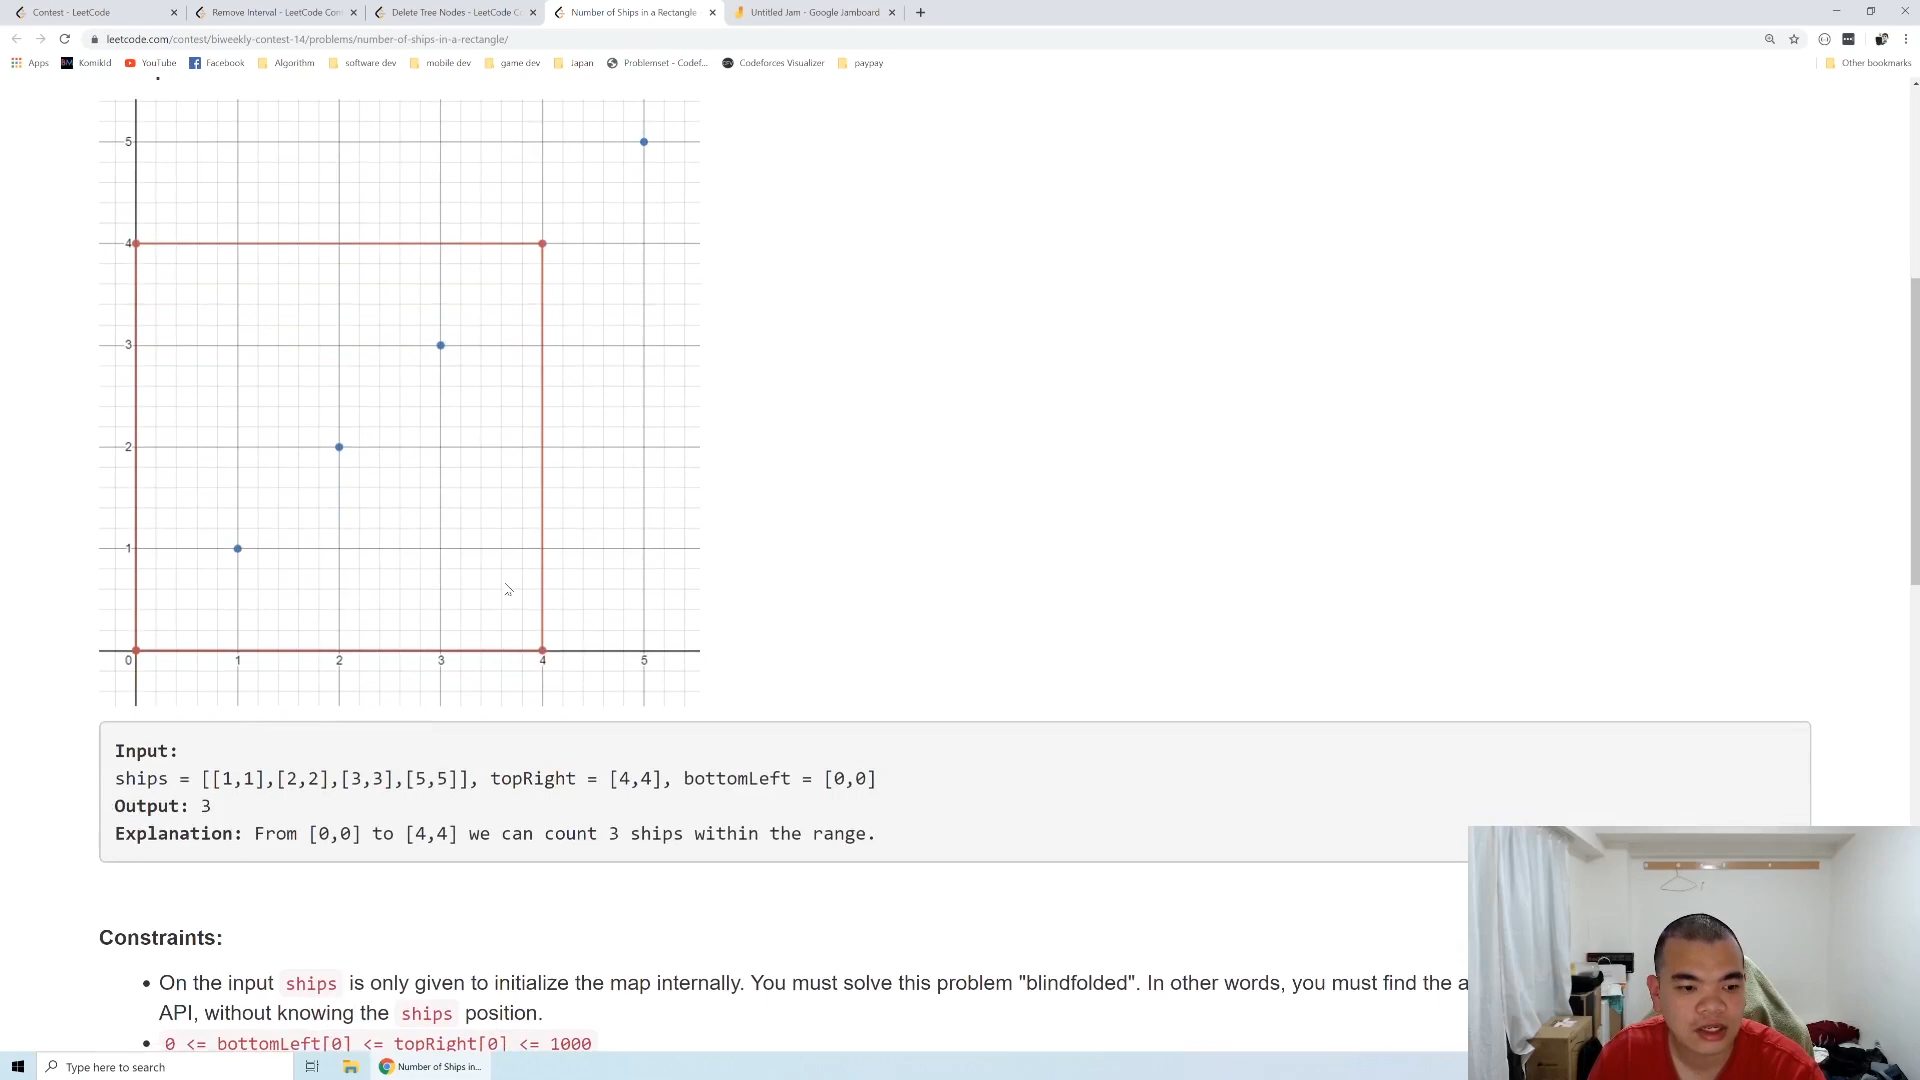 Contest - LeetCode
Remove Interval - LeetCode Con
Delete Tree Nodes - LeetCode C
Number of Ships in a Rectangle
Untitled Jam - Google Jamboard
leetcode.com/contest/biweekly-contest-14/problems/number-of-ships-in-a-rectangle/
Apps
KomikId
YouTube
Facebook
Algorithm
software dev
mobile dev
game dev
Japan
Problemset - Codef...
Codeforces Visualizer
paypay
Other bookmarks
5
4
3
2
1
0 1 2 3 4 5
Input:
ships = [[1,1],[2,2],[3,3],[5,5]], topRight = [4,4], bottomLeft = [0,0]
Output: 3
Explanation: From [0,0] to [4,4] we can count 3 ships within the range.
Constraints:
• On the input ships is only given to initialize the map internally. You must solve this problem "blindfolded". In other words, you must find the a
API, without knowing the ships position.
• 0 <= bottomLeft[0] <= topRight[0] <= 1000
Type here to search
Number of Ships in...